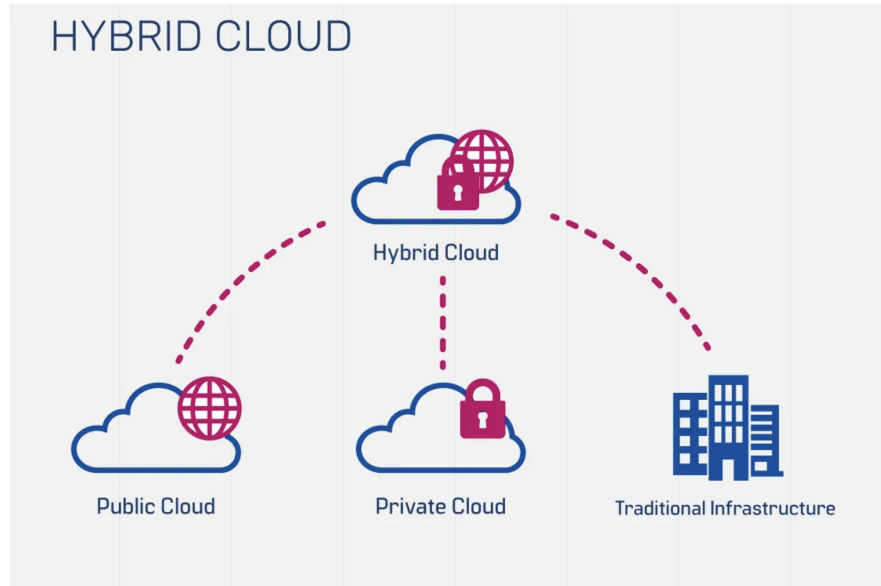 HYBRID CLOUD
Hybrid Cloud
Public Cloud
Private Cloud
Traditional Infrastructure